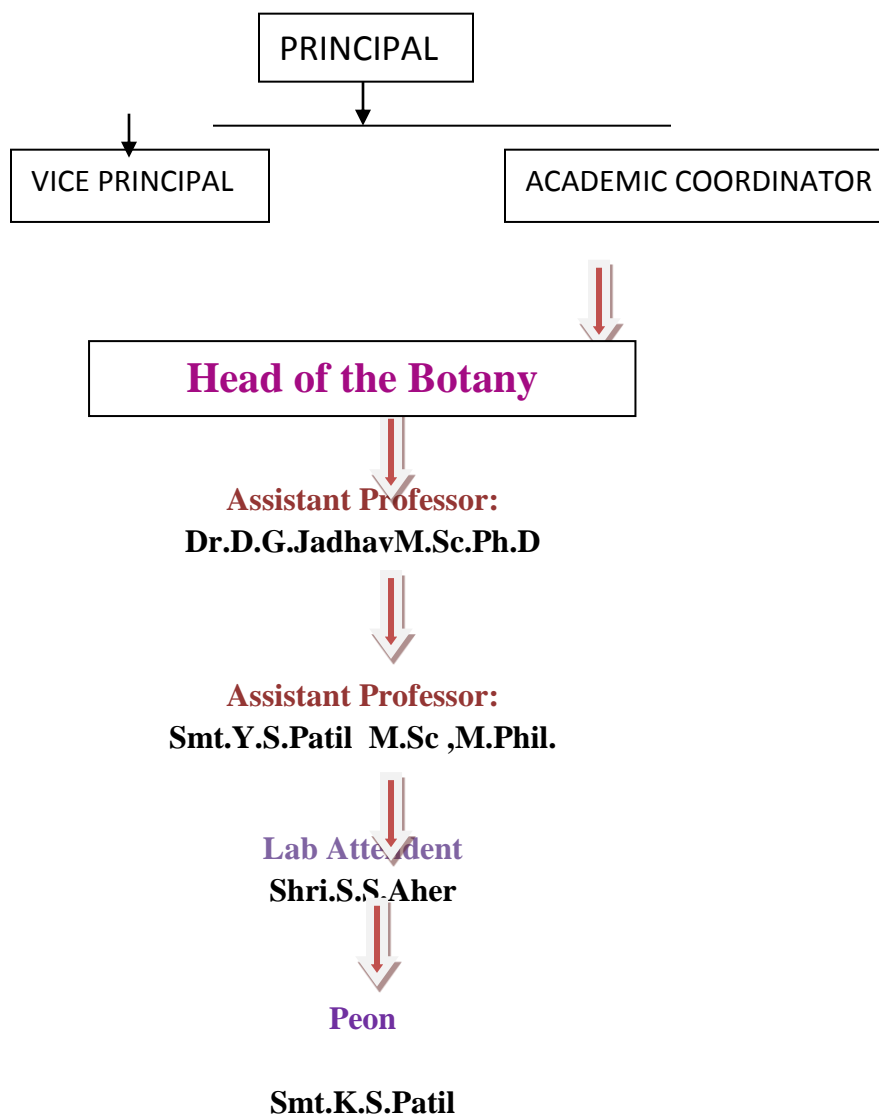 PRINCIPAL
VICE PRINCIPAL
ACADEMIC COORDINATOR
Head of the Botany
Assistant Professor:
Dr.D.G.JadhavM.Sc.Ph.D
Assistant Professor:
Smt.Y.S.Patil M.Sc ,M.Phil.
Lab Attendent
Shri.S.S.Aher
Peon
Smt.K.S.Patil